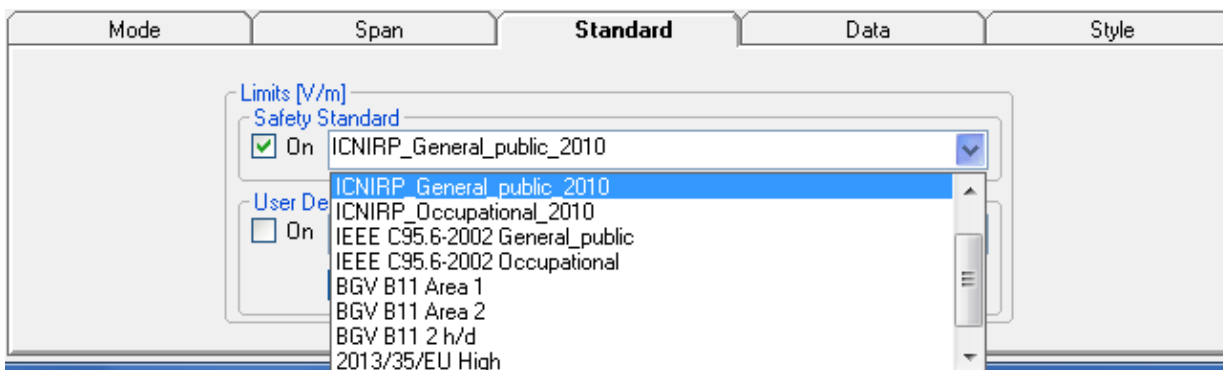 Mode Span Standard Data Style
Limits [V/m]
Safety Standard
On ICNIRP_General_public_2010
ICNIRP_General_public_2010
User De
ICNIRP_Occupational_2010
On
IEEE C95.6-2002 General_public
IEEE C95.6-2002 Occupational
BGV B11 Area 1
BGV B11 Area 2
BGV B11 2 h/d
2013/35/EU High